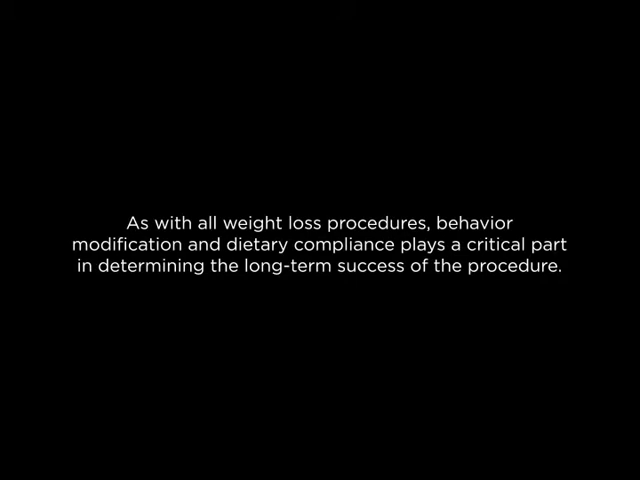 As with all weight loss procedures, behavior
modification and dietary compliance plays a critical part
in determining the long-term success of the procedure.